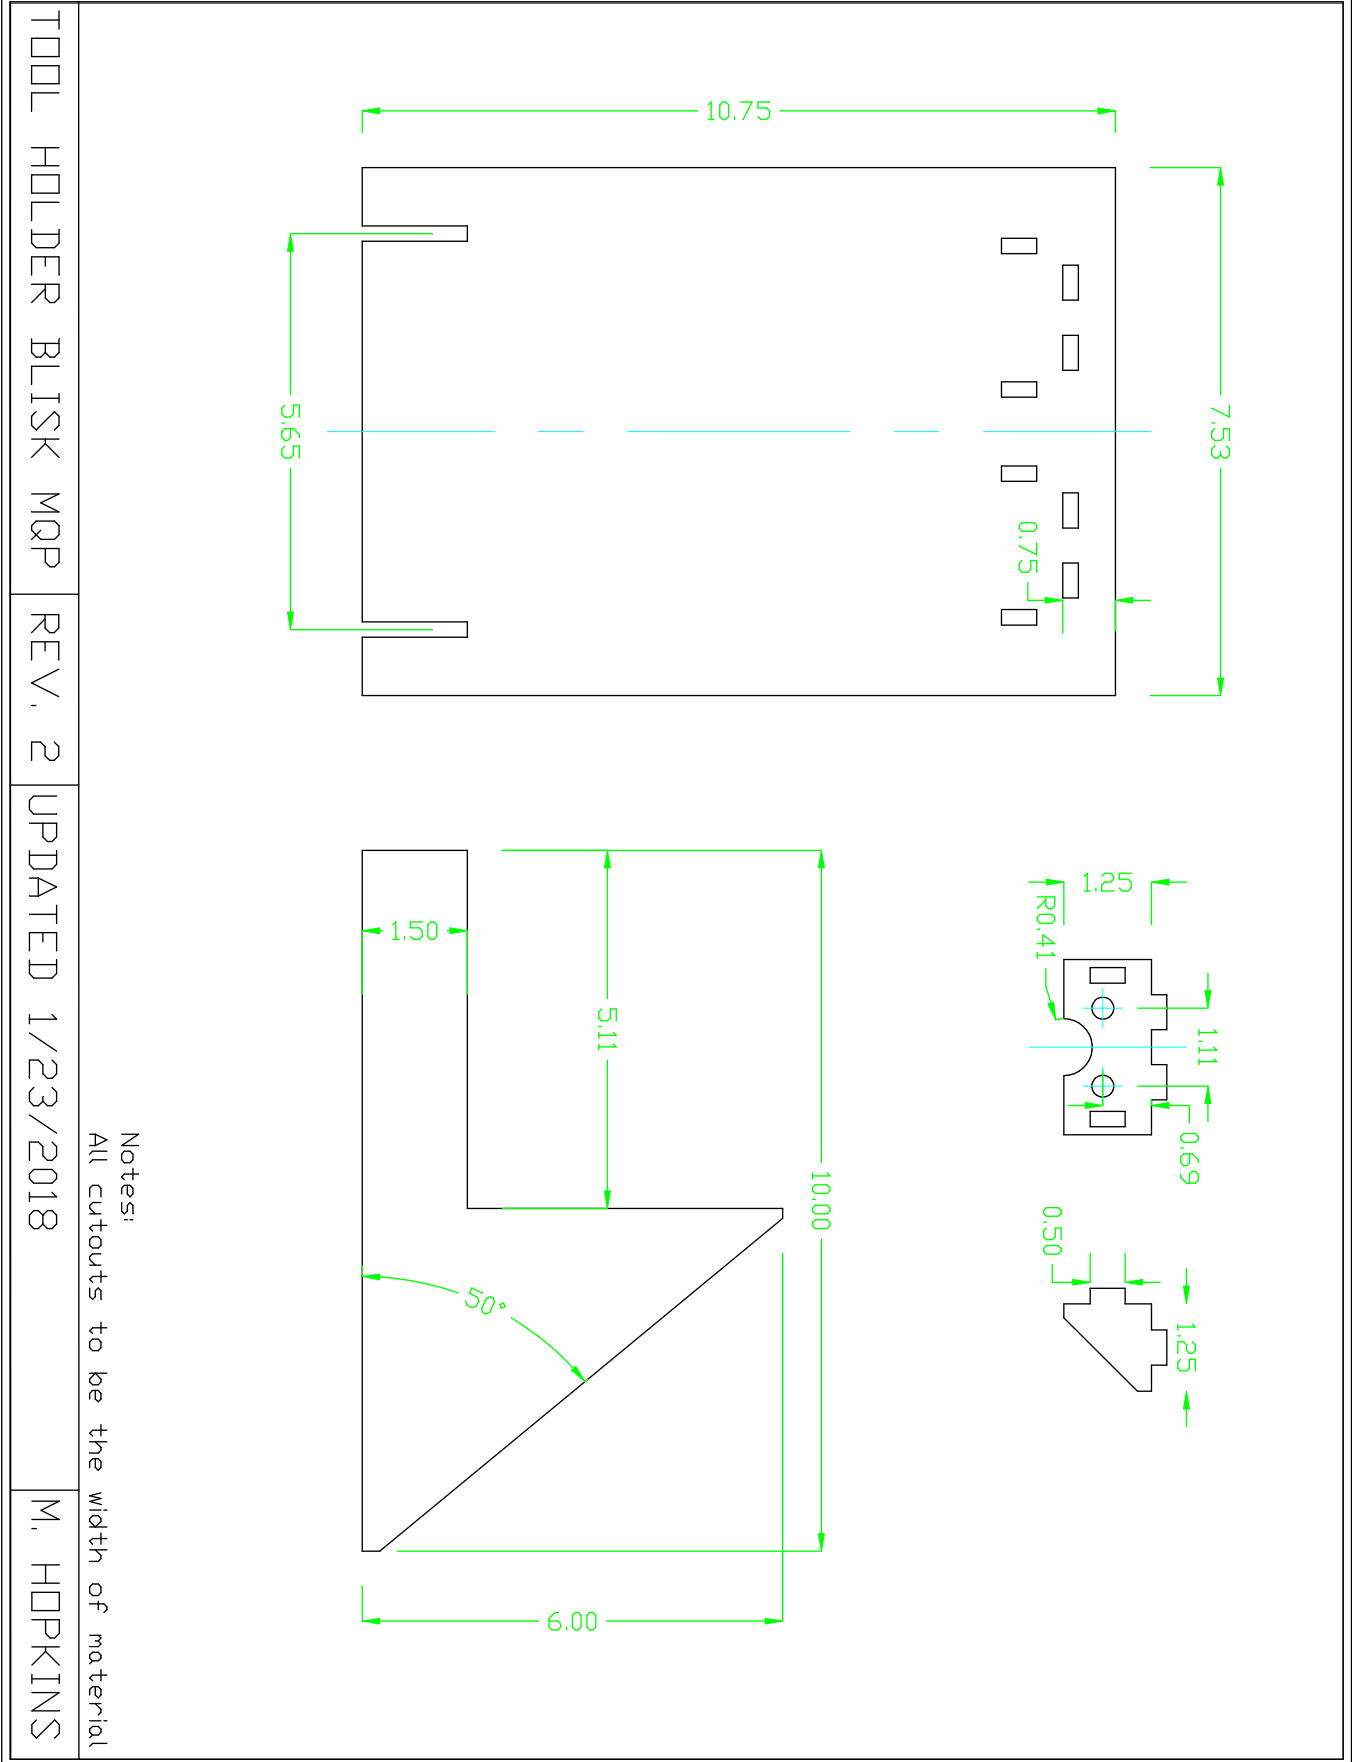 10.75
7.53
5.65
0.75
1.25
R0.41
1.11
0.69
0.50
1.25
1.50
5.11
10.00
50°
6.00
Notes:
All cutouts to be the width of material
TOOL HOLDER BLISK MQP
REV. 2
UPDATED 1/23/2018
M. HOPKINS